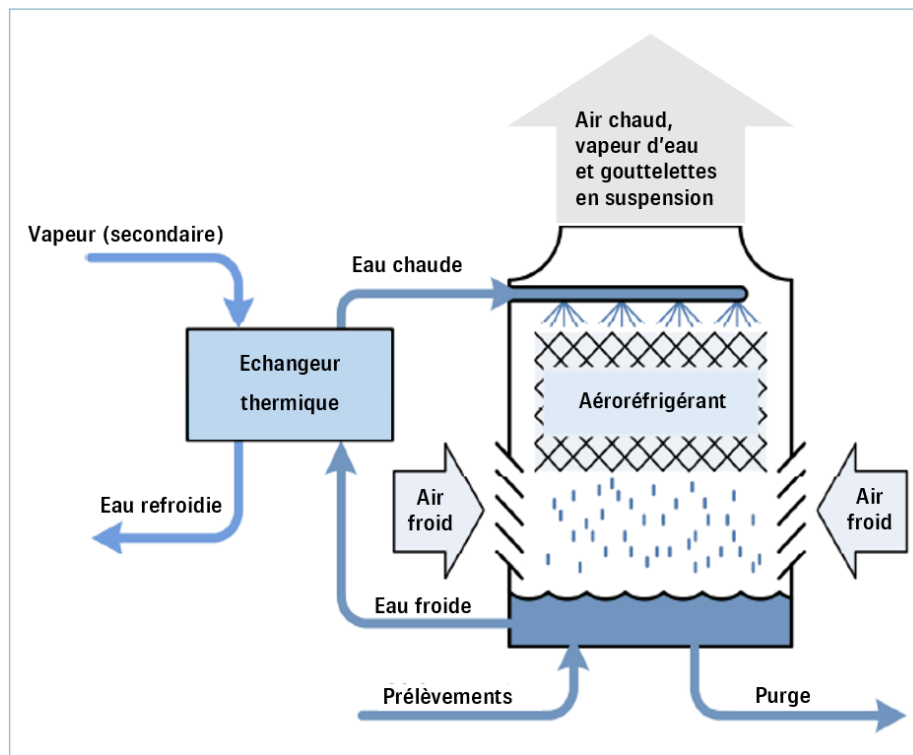 Air chaud,
vapeur d'eau
et gouttelettes
en suspension
Vapeur (secondaire)
Eau chaude
Echangeur
thermique
Aéroréfrigérant
Eau refroidie
Air
froid
Air
froid
Eau froide
Prélèvements
Purge